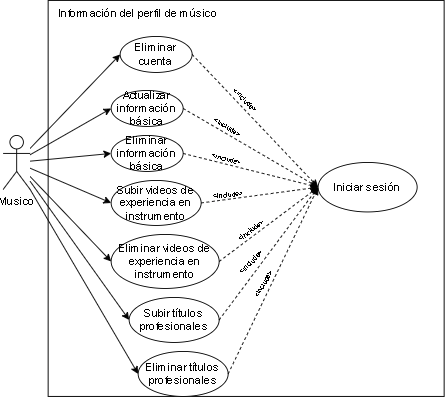 Información del perfil de músico
Eliminar
cuenta
<include>
Actualizar
información
básica
<include>
Eliminar
información
básica
<include>
Iniciar sesión
Musico
Subir videos de
experiencia en
instrumento
<include>
Eliminar videos de
experiencia en
instrumento
<include>
Subir títulos
profesionales
<include>
Eliminar títulos
profesionales
<include>